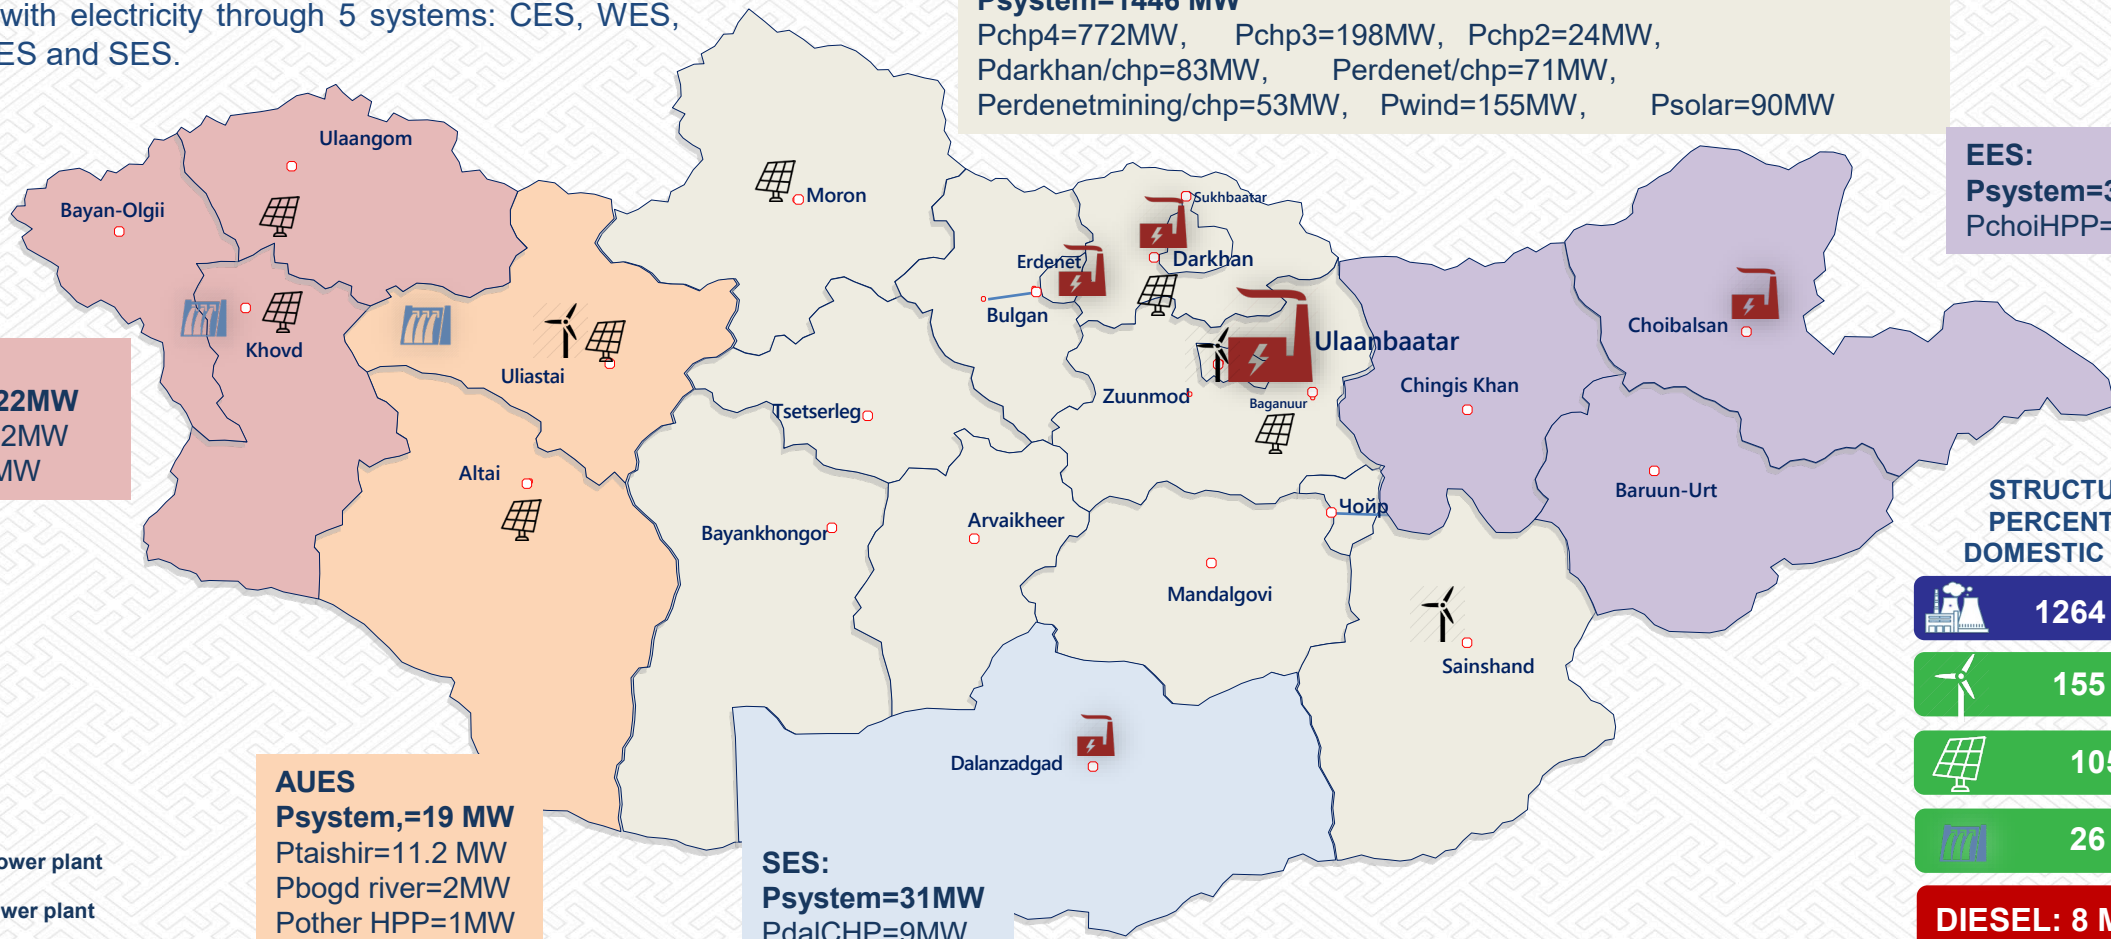 with electricity through 5 systems: CES, WES,
ES and SES.
Psystem=1446 MW
Pchp4=772MW, Pchp3=198MW, Pchp2=24MW,
Pdarkhan/chp=83MW, Perdenet/chp=71MW,
Perdenetmining/chp=53MW, Pwind=155MW, Psolar=90MW
EES:
Psystem=3
PchoiHPP=
Ulaangom
Bayan-Olgii
Moron
Sukhbaatar
Erdenet
Darkhan
Bulgan
Khovd
Uliastai
Ulaanbaatar
Choibalsan
Chingis Khan
Zuunmod
Baganuur
Tsetserleg
22MW
2MW
MW
Altai
Bayankhongor
Arvaikheer
Чойр
Baruun-Urt
Mandalgovi
Sainshand
Dalanzadgad
STRUCTU
PERCENT
DOMESTIC
1264
155
105
26
DIESEL: 8 M
AUES
Psystem,=19 MW
Ptaishir=11.2 MW
Pbogd river=2MW
Pother HPP=1MW
SES:
Psystem=31MW
PdalCHP=9MW
ower plant
wer plant